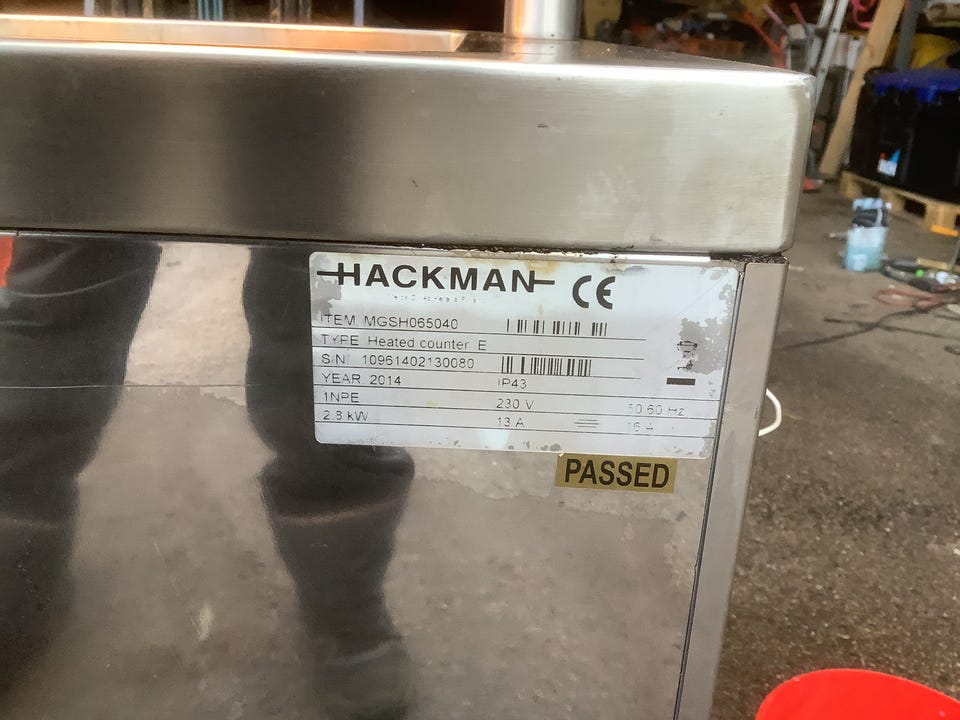 HACKMAN CE
ITEM MGSH065040
TYPE Heated counter E
S/N 10961402130080
YEAR 2014 IP43
1NPE 230 V 50 60 Hz
2.8 kW 13 A 16 A
PASSED